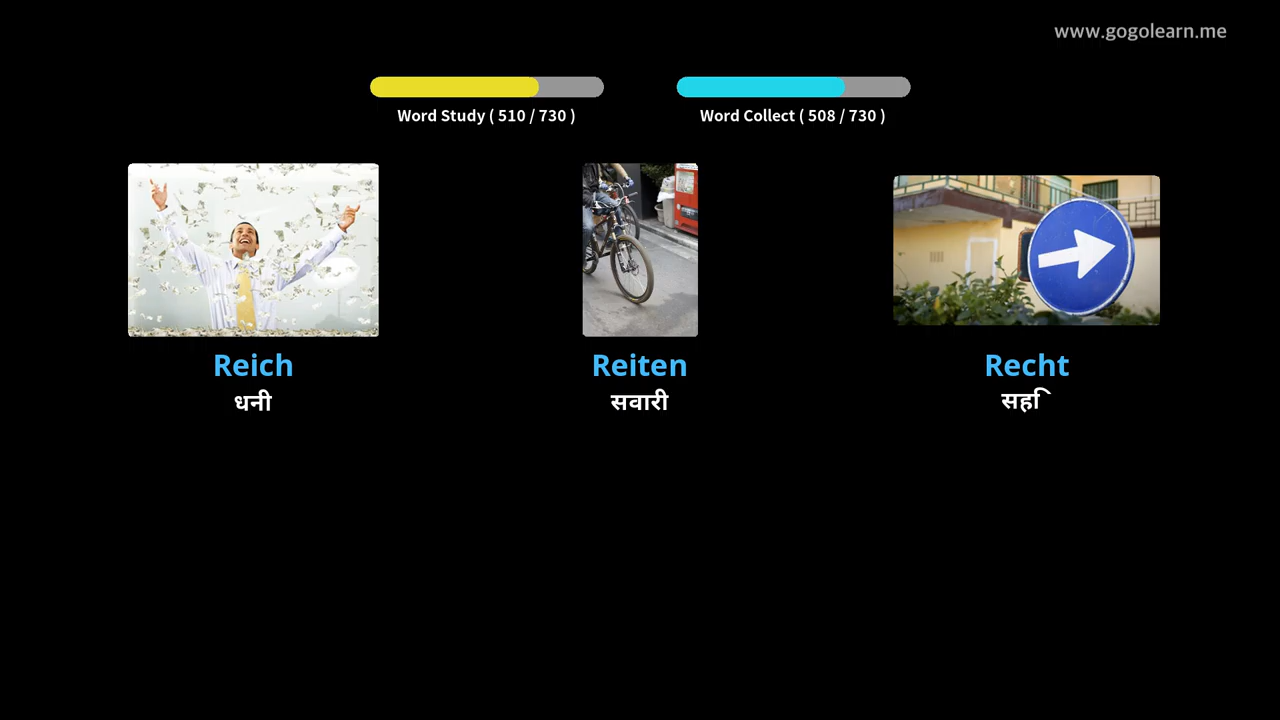 www.gogolearn.me
Word Study ( 510 / 730 )
Word Collect ( 508 / 730 )
Reich
Reiten
Recht
धनी
सवारी
सहि